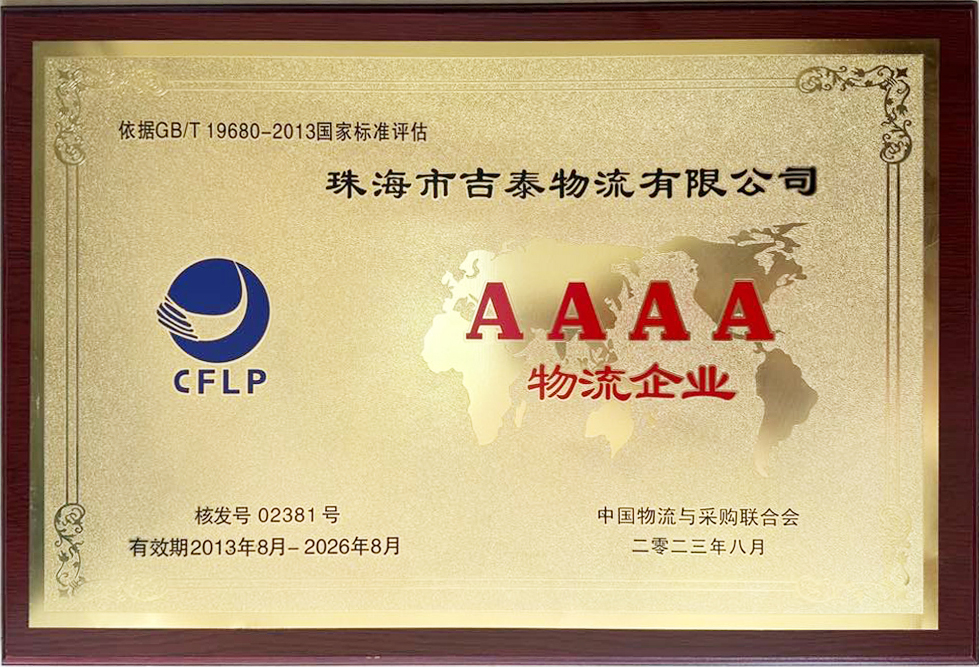 依据GB/T 19680-2013国家标准评估
珠海市吉泰物流有限公司
CFLP
AAAA
物流企业
核发号 02381 号
有效期2013年8月-2026年8月
中国物流与采购联合会
二零二三年八月